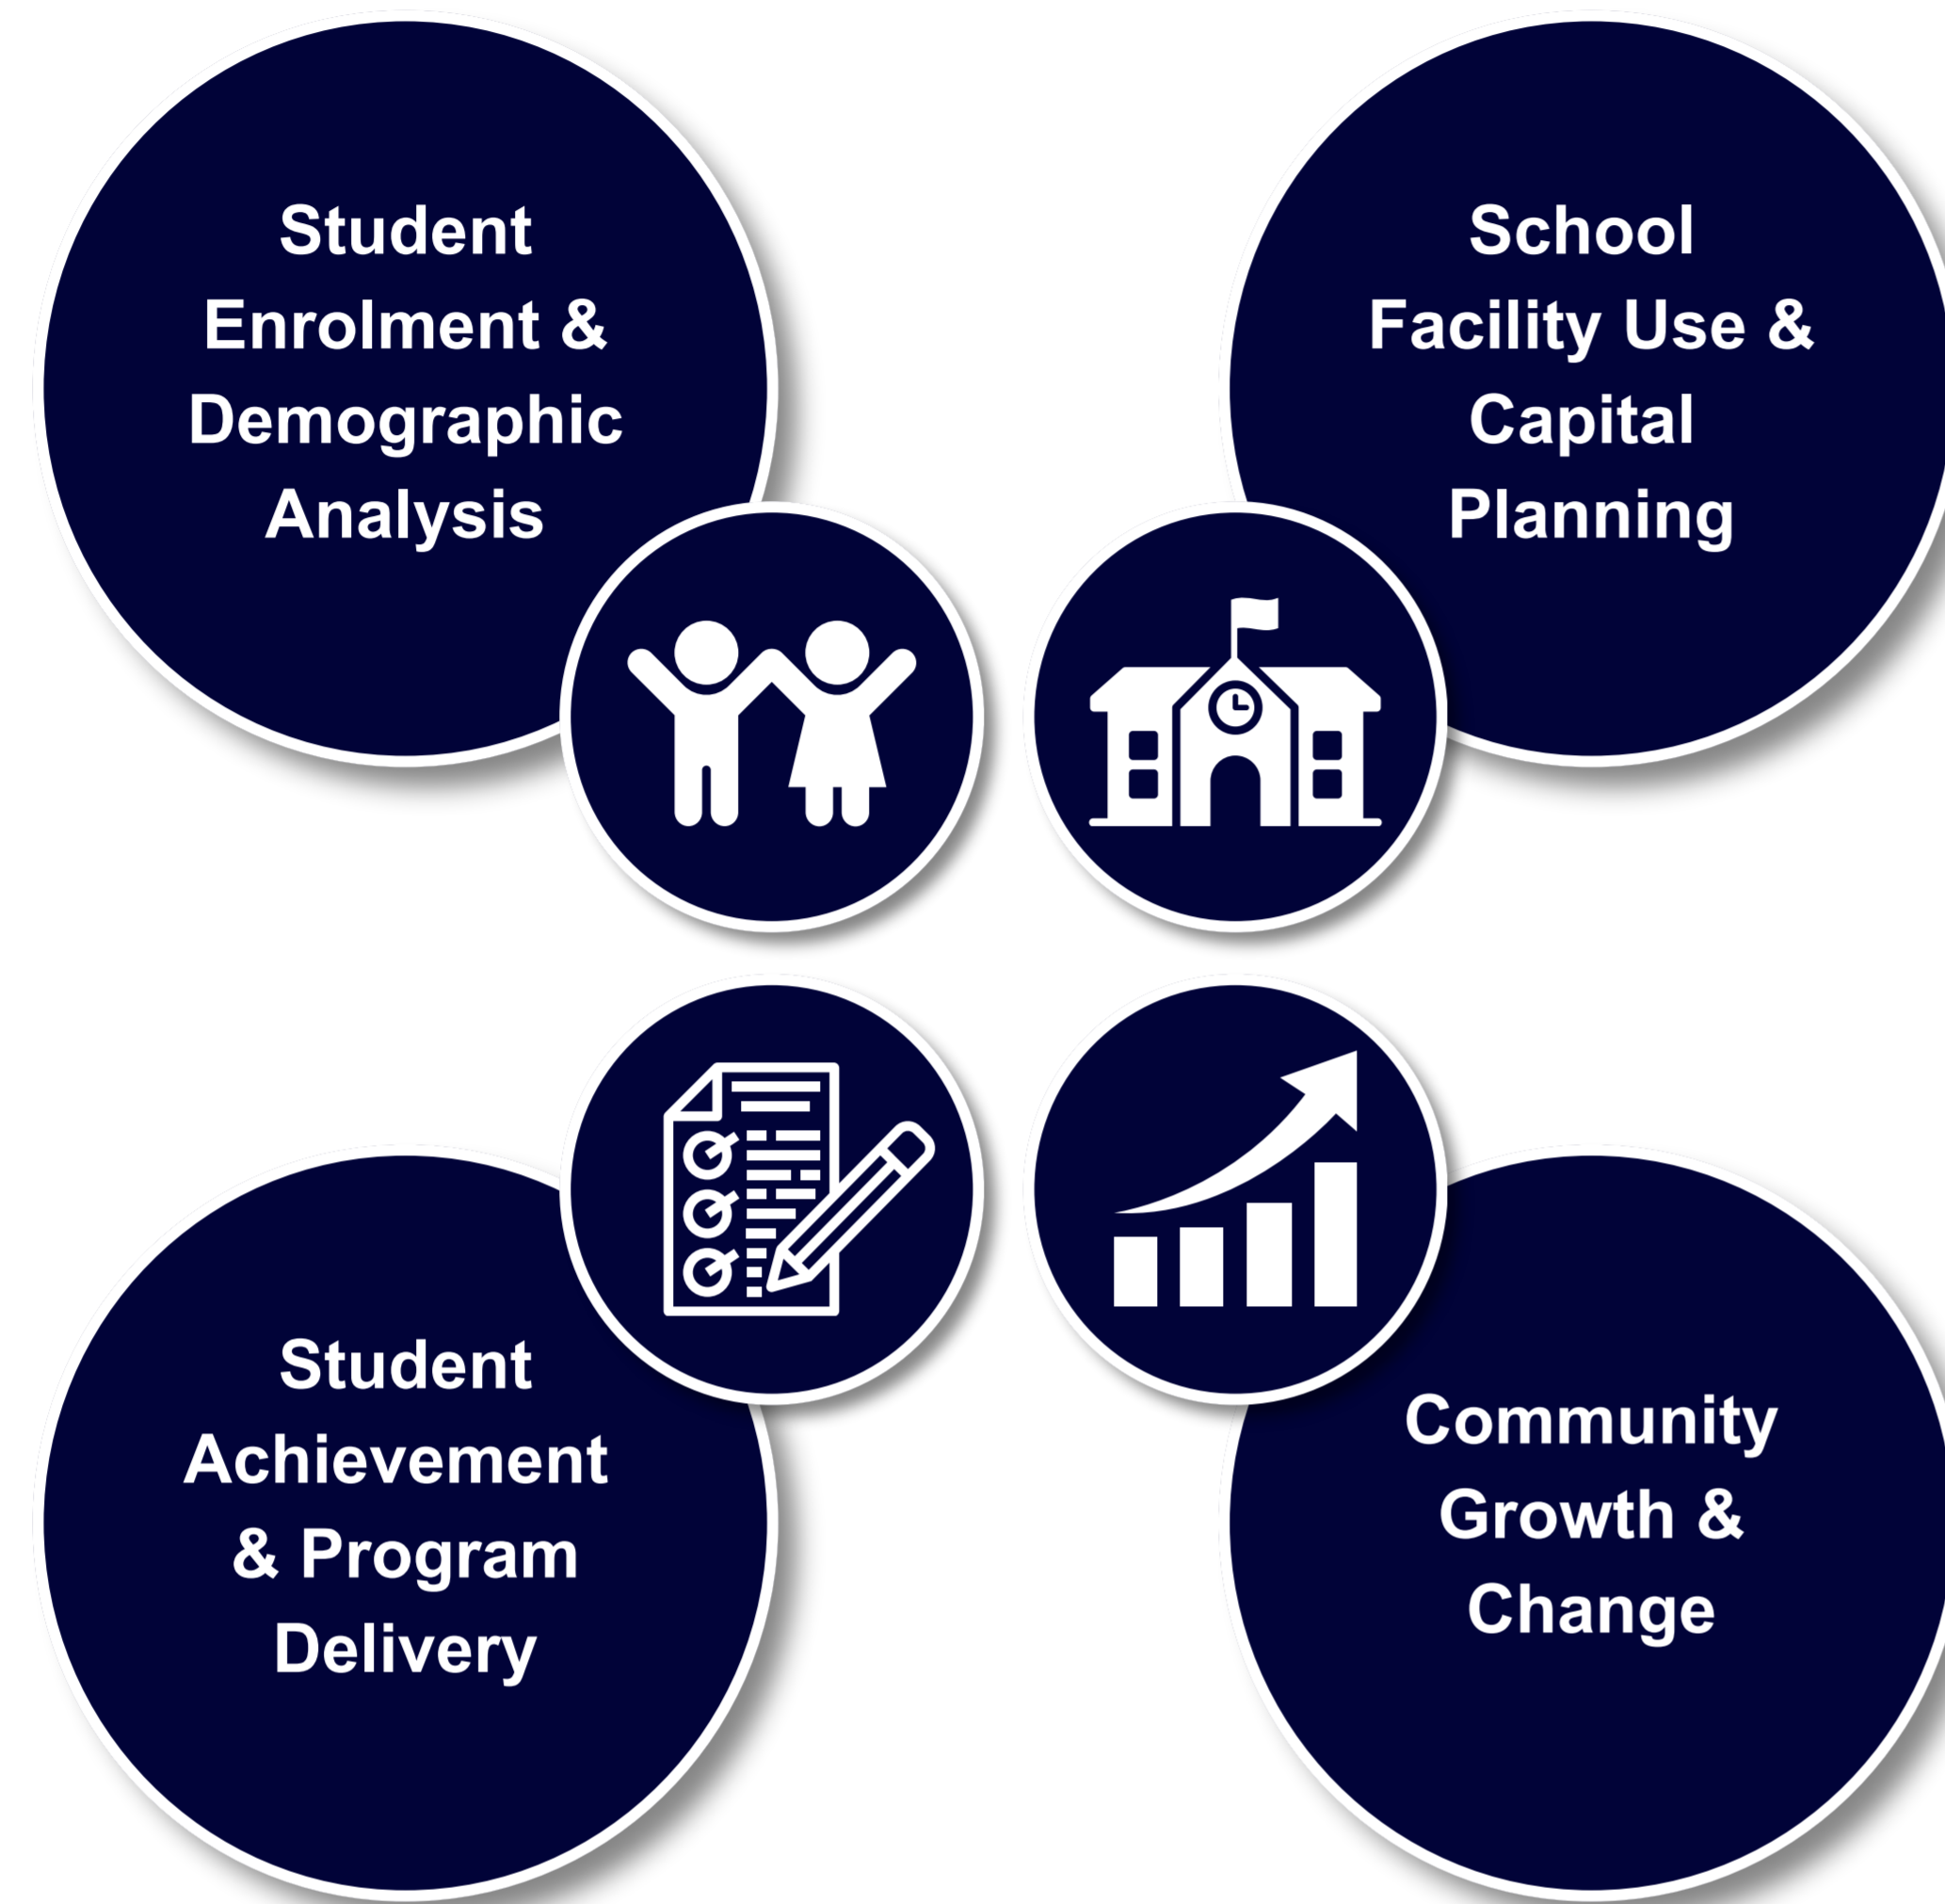 Student
Enrolment &
Demographic
Analysis
School
Facility Use &
Capital
Planning
Student
Achievement
& Program
Delivery
Community
Growth &
Change